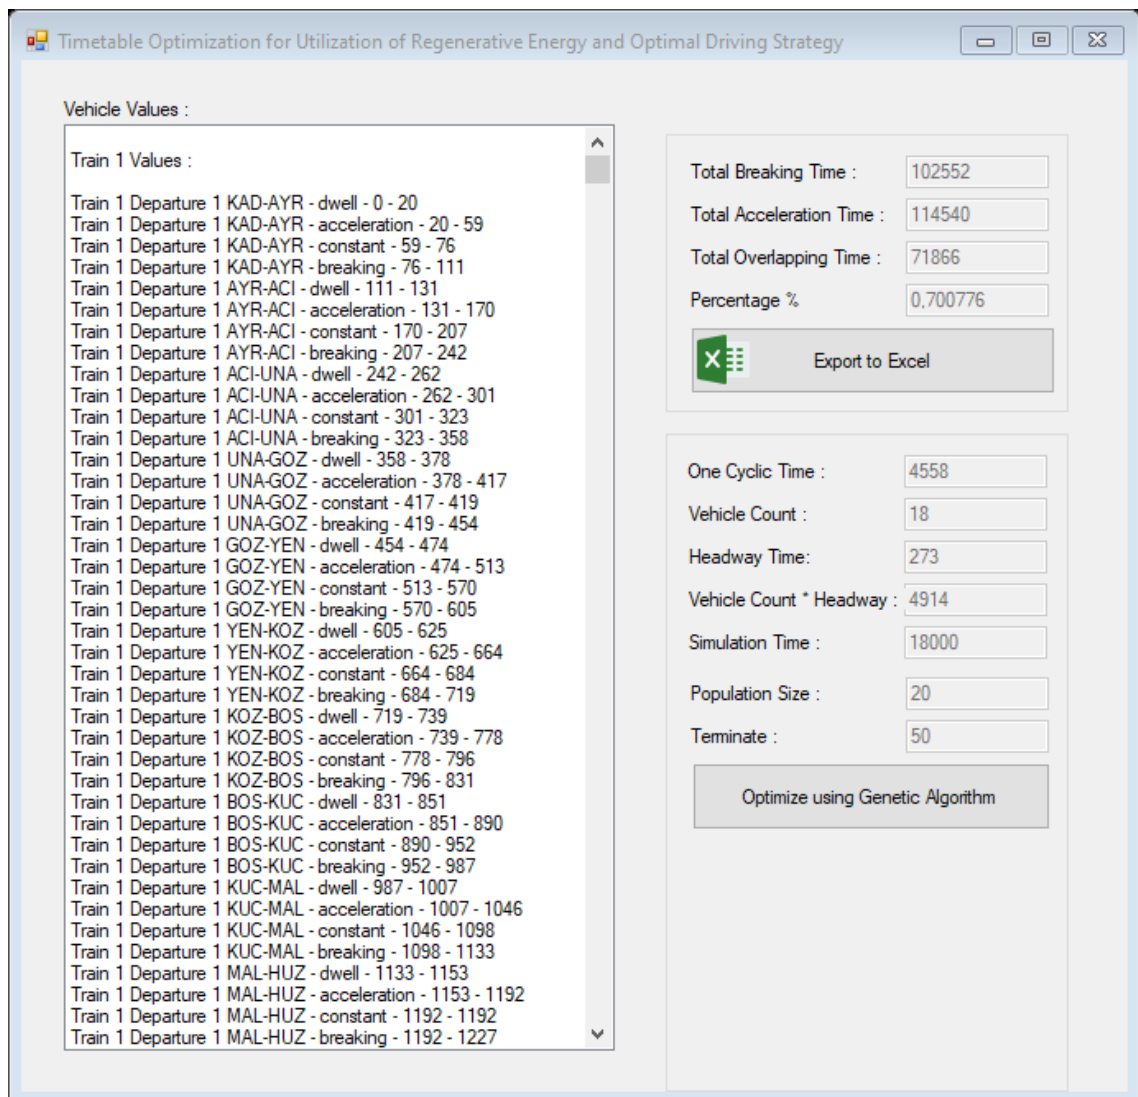 Timetable Optimization for Utilization of Regenerative Energy and Optimal Driving Strategy
Vehicle Values :
Train 1 Values :
Train 1 Departure 1 KAD-AYR - dwell - 0 - 20
Train 1 Departure 1 KAD-AYR - acceleration - 20 - 59
Train 1 Departure 1 KAD-AYR - constant - 59 - 76
Train 1 Departure 1 KAD-AYR - breaking - 76 - 111
Train 1 Departure 1 AYR-ACI - dwell - 111 - 131
Train 1 Departure 1 AYR-ACI - acceleration - 131 - 170
Train 1 Departure 1 AYR-ACI - constant - 170 - 207
Train 1 Departure 1 AYR-ACI - breaking - 207 - 242
Train 1 Departure 1 ACI-UNA - dwell - 242 - 262
Train 1 Departure 1 ACI-UNA - acceleration - 262 - 301
Train 1 Departure 1 ACI-UNA - constant - 301 - 323
Train 1 Departure 1 ACI-UNA - breaking - 323 - 358
Train 1 Departure 1 UNA-GOZ - dwell - 358 - 378
Train 1 Departure 1 UNA-GOZ - acceleration - 378 - 417
Train 1 Departure 1 UNA-GOZ - constant - 417 - 419
Train 1 Departure 1 UNA-GOZ - breaking - 419 - 454
Train 1 Departure 1 GOZ-YEN - dwell - 454 - 474
Train 1 Departure 1 GOZ-YEN - acceleration - 474 - 513
Train 1 Departure 1 GOZ-YEN - constant - 513 - 570
Train 1 Departure 1 GOZ-YEN - breaking - 570 - 605
Train 1 Departure 1 YEN-KOZ - dwell - 605 - 625
Train 1 Departure 1 YEN-KOZ - acceleration - 625 - 664
Train 1 Departure 1 YEN-KOZ - constant - 664 - 684
Train 1 Departure 1 YEN-KOZ - breaking - 684 - 719
Train 1 Departure 1 KOZ-BOS - dwell - 719 - 739
Train 1 Departure 1 KOZ-BOS - acceleration - 739 - 778
Train 1 Departure 1 KOZ-BOS - constant - 778 - 796
Train 1 Departure 1 KOZ-BOS - breaking - 796 - 831
Train 1 Departure 1 BOS-KUC - dwell - 831 - 851
Train 1 Departure 1 BOS-KUC - acceleration - 851 - 890
Train 1 Departure 1 BOS-KUC - constant - 890 - 952
Train 1 Departure 1 BOS-KUC - breaking - 952 - 987
Train 1 Departure 1 KUC-MAL - dwell - 987 - 1007
Train 1 Departure 1 KUC-MAL - acceleration - 1007 - 1046
Train 1 Departure 1 KUC-MAL - constant - 1046 - 1098
Train 1 Departure 1 KUC-MAL - breaking - 1098 - 1133
Train 1 Departure 1 MAL-HUZ - dwell - 1133 - 1153
Train 1 Departure 1 MAL-HUZ - acceleration - 1153 - 1192
Train 1 Departure 1 MAL-HUZ - constant - 1192 - 1192
Train 1 Departure 1 MAL-HUZ - breaking - 1192 - 1227
Total Breaking Time : 102552
Total Acceleration Time : 114540
Total Overlapping Time : 71866
Percentage % 0,700776
Export to Excel
One Cyclic Time : 4558
Vehicle Count : 18
Headway Time: 273
Vehicle Count * Headway : 4914
Simulation Time : 18000
Population Size : 20
Terminate : 50
Optimize using Genetic Algorithm